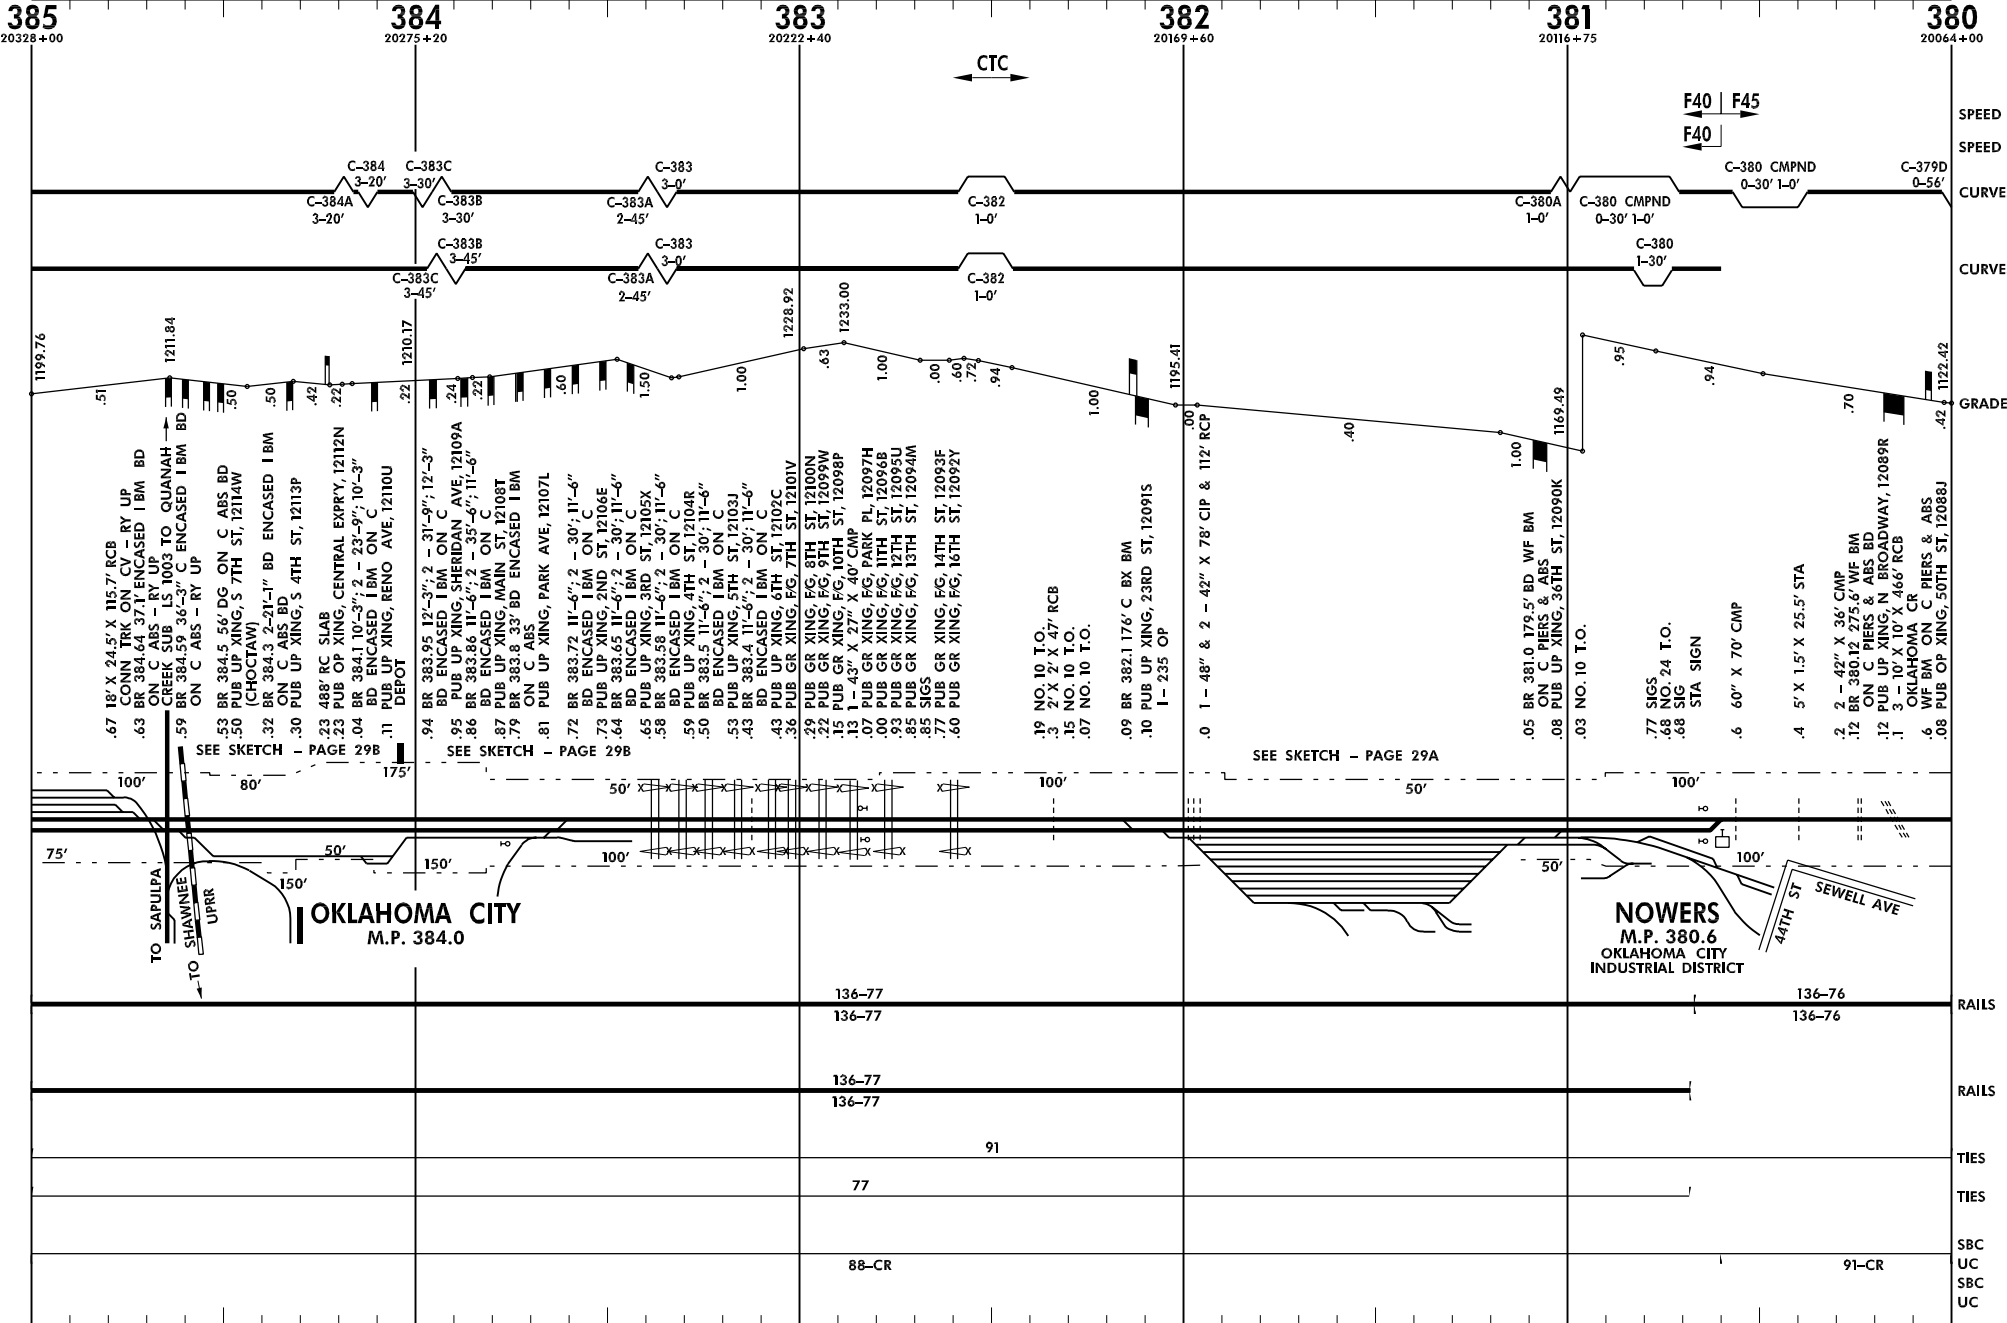 385 384 383 382 381 380
20328+00 20275+20 20222+40 20169+60 20116+75 20064+00
CTC
F40 F45
SPEED
F40
SPEED
C-384
3-20'
C-383C
3-30'
C-383
3-0'
C-380 CMPND
0-30' 1-0'
C-379D
0-56'
CURVE
C-384A
3-20'
C-383B
3-30'
C-383A
2-45'
C-382
1-0'
C-380A
1-0'
C-380 CMPND
0-30' 1-0'
C-383B
3-45'
C-383
3-0'
C-380
1-30'
CURVE
C-383C
3-45'
C-383A
2-45'
C-382
1-0'
1199.76
1211.84
1210.17
1228.92
1233.00
1195.41
1169.49
1122.42
.51 .50 .50 .42 .22 .22 .24 .22 .60 1.50 1.00 .63 1.00 .00 .60 .72 .94 1.00 .00 .40 1.00 .95 .94 .70 .42
GRADE
.67 18' X 24.5' X 115.7' RCB
CONN TRK ON CV - RY UP
.63 BR 384.64 37.1' ENCASED I BM BD
ON C ABS - RY UP
CREEK SUB LS 1003 TO QUANAH
.59 BR 384.59 36'-3" C ENCASED I BM BD
ON C ABS - RY UP
.53 BR 384.5 56' DG ON C ABS BD
.50 PUB UP XING, S 7TH ST, 12114W
(CHOCTAW)
.32 BR 384.3 2-21'-1" BD ENCASED I BM
ON C ABS BD
.30 PUB UP XING, S 4TH ST, 12113P
.23 488' RC SLAB
.23 PUB OP XING, CENTRAL EXPR'Y, 12112N
.04 BR 384.1 10'-3"; 2 - 23'-9"; 10'-3"
BD ENCASED I BM ON C
.11 PUB UP XING, RENO AVE, 12110U
DEPOT
.94 BR 383.95 12'-3"; 2 - 31'-9"; 12'-3"
BD ENCASED I BM ON C
.95 PUB UP XING, SHERIDAN AVE, 12109A
.86 BR 383.86 11'-6"; 2 - 35'-6"; 11'-6"
BD ENCASED I BM ON C
.87 PUB UP XING, MAIN ST, 12108T
.79 BR 383.8 33' BD ENCASED I BM
ON C ABS
.81 PUB UP XING, PARK AVE, 12107L
.72 BR 383.72 11'-6"; 2 - 30'; 11'-6"
BD ENCASED I BM ON C
.73 PUB UP XING, 2ND ST, 12106E
.64 BR 383.65 11'-6"; 2 - 30'; 11'-6"
BD ENCASED I BM ON C
.65 PUB UP XING, 3RD ST, 12105X
.58 BR 383.58 11'-6"; 2 - 30'; 11'-6"
BD ENCASED I BM ON C
.59 PUB UP XING, 4TH ST, 12104R
.50 BR 383.5 11'-6"; 2 - 30'; 11'-6"
BD ENCASED I BM ON C
.53 PUB UP XING, 5TH ST, 12103J
.43 BR 383.4 11'-6"; 2 - 30'; 11'-6"
BD ENCASED I BM ON C
.43 PUB UP XING, 6TH ST, 12102C
.36 PUB GR XING, F/G, 7TH ST, 12101V
.29 PUB GR XING, F/G, 8TH ST, 12100N
.22 PUB GR XING, F/G, 9TH ST, 12099W
.15 PUB GR XING, F/G, 10TH ST, 12098P
.13 1 - 43" X 27" X 40' CMP
.07 PUB GR XING, F/G, PARK PL, 12097H
.00 PUB GR XING, F/G, 11TH ST, 12096B
.93 PUB GR XING, F/G, 12TH ST, 12095U
.85 PUB GR XING, F/G, 13TH ST, 12094M
.85 SIGS
.77 PUB GR XING, F/G, 14TH ST, 12093F
.60 PUB GR XING, F/G, 16TH ST, 12092Y
.19 NO. 10 T.O.
.3 2' X 2' X 47' RCB
.15 NO. 10 T.O.
.07 NO. 10 T.O.
.09 BR 382.1 176' C BX BM
.10 PUB UP XING, 23RD ST, 12091S
I - 235 OP
.0 1 - 48" & 2 - 42" X 78' CIP & 112' RCP
.05 BR 381.0 179.5' BD WF BM
ON C PIERS & ABS
.08 PUB UP XING, 36TH ST, 12090K
.03 NO. 10 T.O.
.77 SIGS
.68 NO. 24 T.O.
.68 SIG
STA SIGN
.6 60" X 70' CMP
.4 5' X 1.5' X 25.5' STA
.2 2 - 42" X 36' CMP
.12 BR 380.12 275.6' WF BM
ON C PIERS & ABS BD
.12 PUB UP XING, N BROADWAY, 12089R
.1 3 - 10' X 10' X 466' RCB
OKLAHOMA CR
.6 WF BM ON C PIERS & ABS
.08 PUB OP XING, 50TH ST, 12088J
SEE SKETCH - PAGE 29B
SEE SKETCH - PAGE 29B
SEE SKETCH - PAGE 29A
100' 80' 175' 50' 100' 50' 100'
75' 50' 150' 150' 100' 50' 100'
TO SAPULPA
TO SHAWNEE
UPRR
OKLAHOMA CITY
M.P. 384.0
NOWERS
M.P. 380.6
OKLAHOMA CITY
INDUSTRIAL DISTRICT
44TH ST
SEWELL AVE
136-77 136-76
RAILS
136-77 136-76
136-77
RAILS
136-77
91
TIES
77
TIES
SBC
88-CR 91-CR UC
SBC
UC